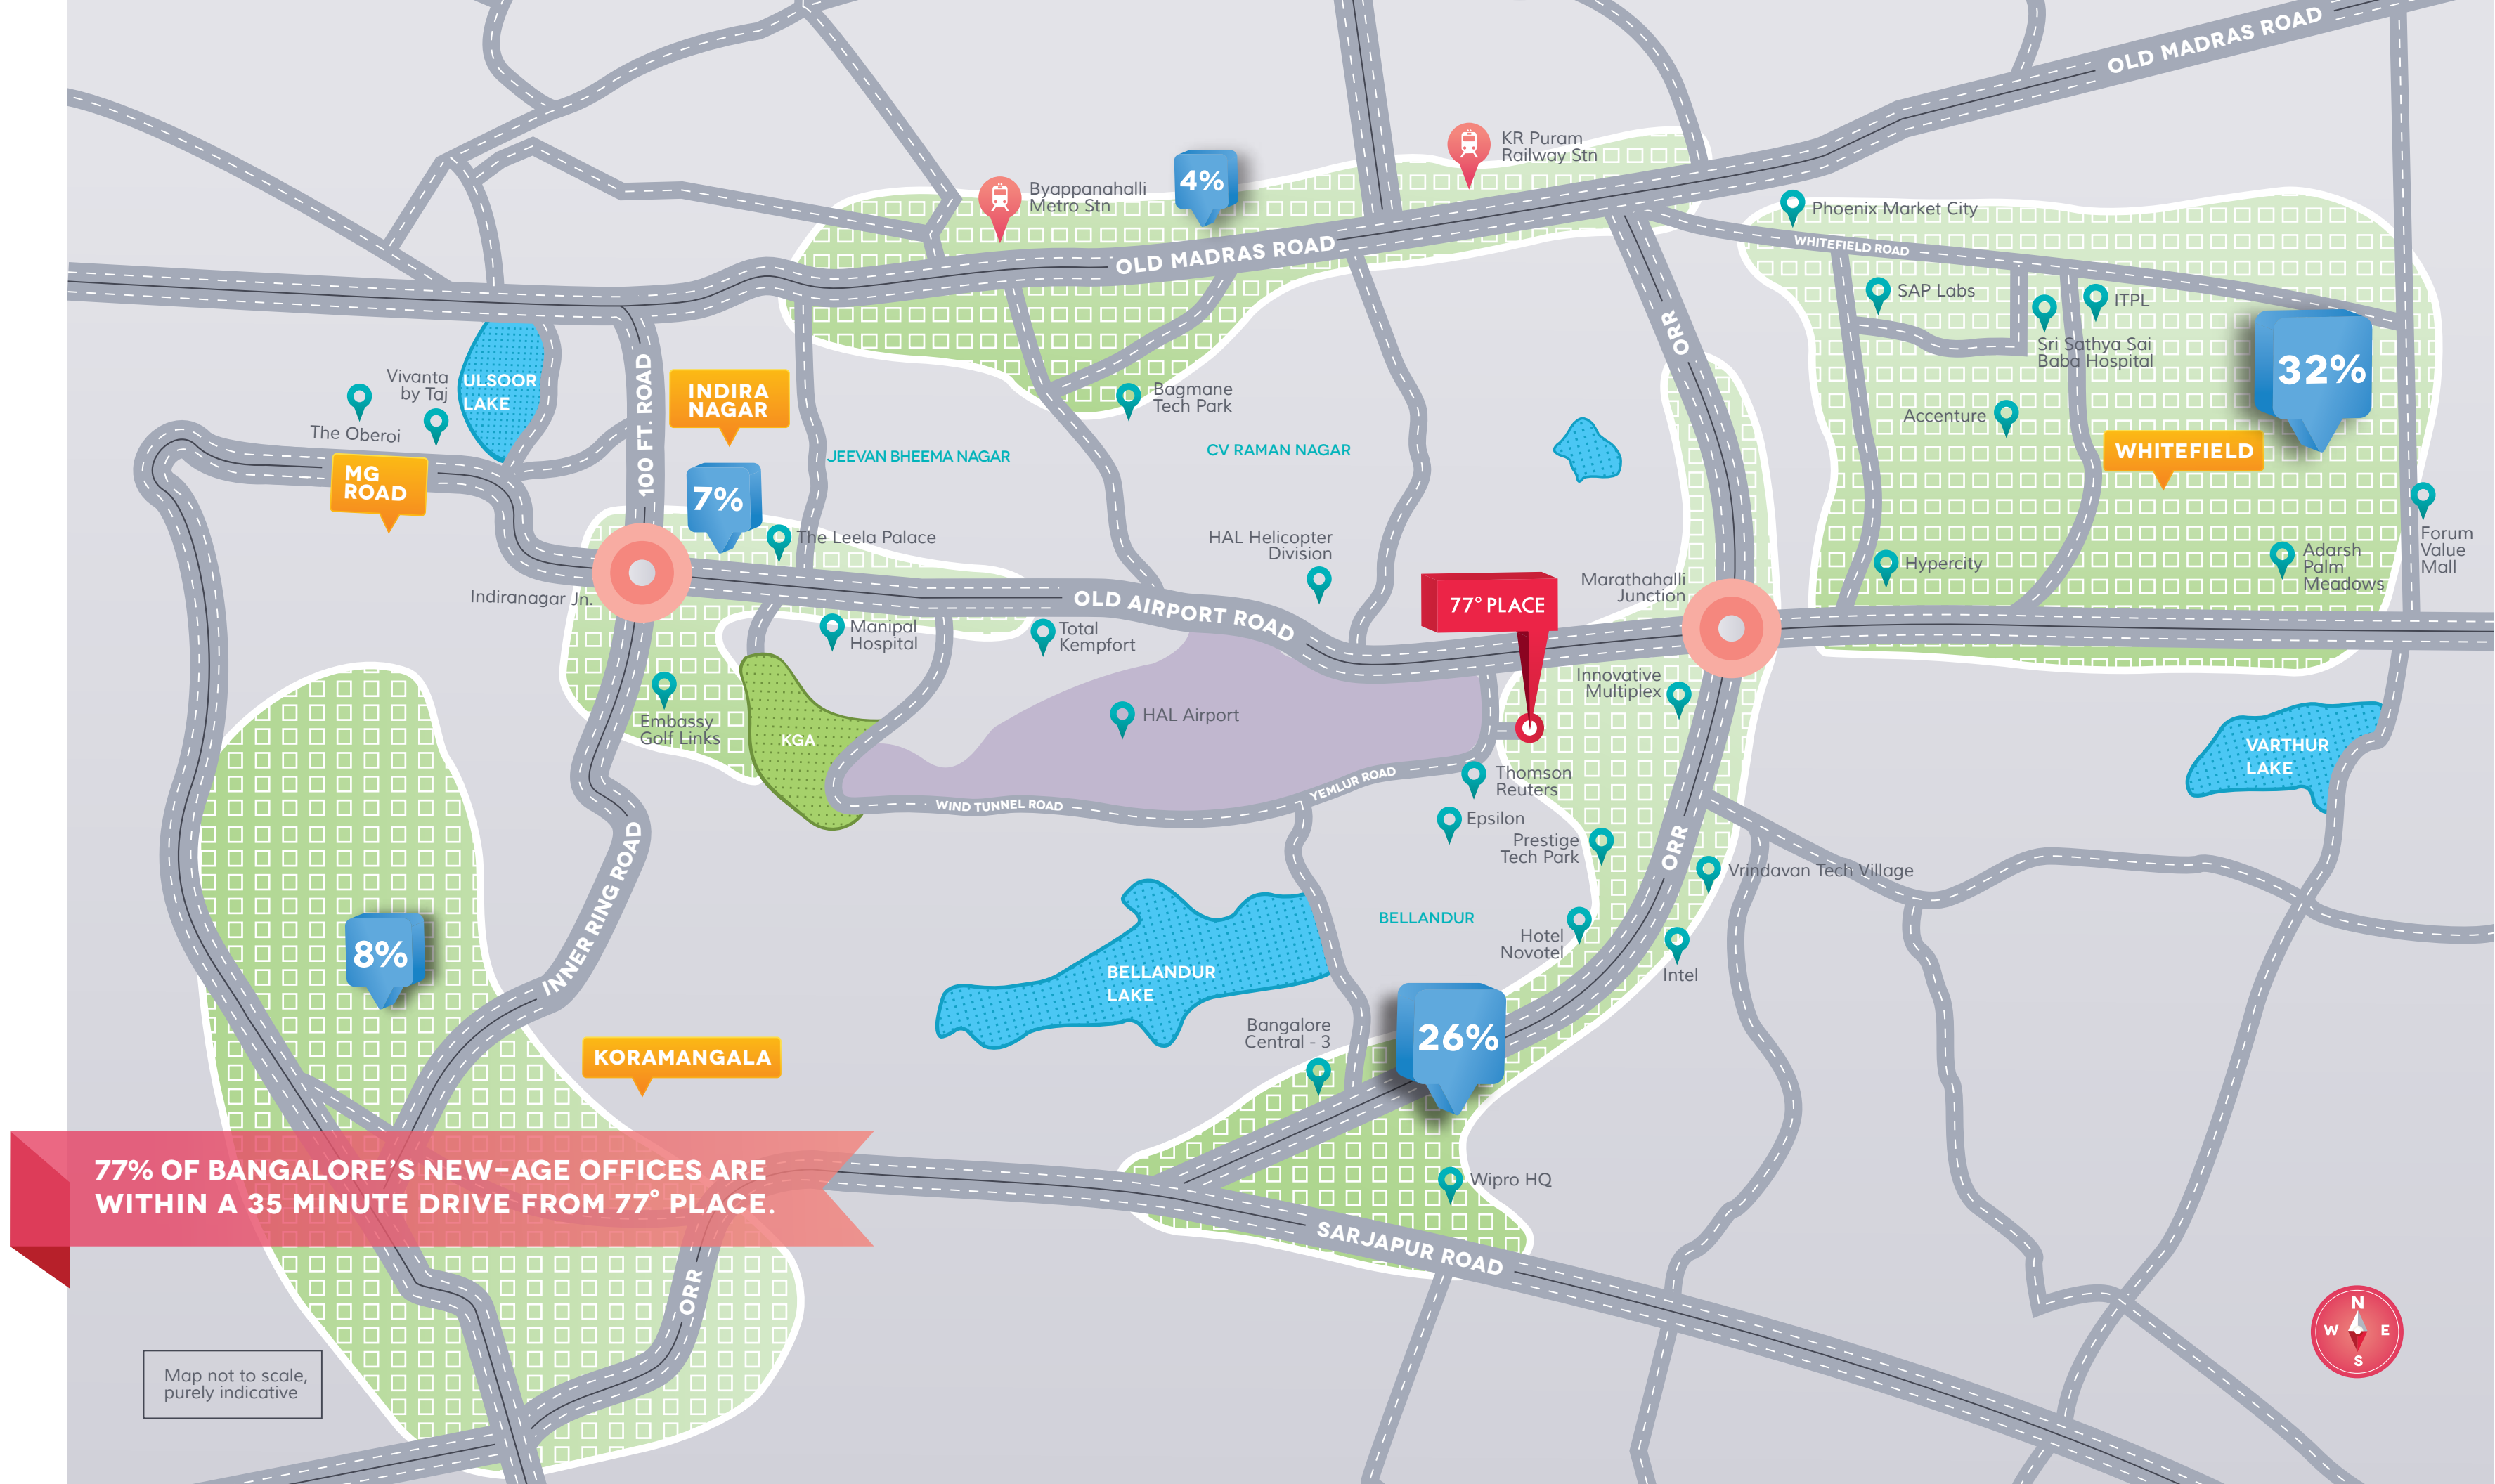 OLD MADRAS ROAD
KR Puram
Railway Stn
4%
Byappanahalli
Metro Stn
Phoenix Market City
WHITEFIELD ROAD
OLD MADRAS ROAD
SAP Labs
ITPL
Sri Sathya Sai
Baba Hospital
32%
ORR
Vivanta
by Taj
ULSOOR
LAKE
The Oberoi
100 FT. ROAD
INDIRA
NAGAR
Bagmane
Tech Park
Accenture
WHITEFIELD
JEEVAN BHEEMA NAGAR
CV RAMAN NAGAR
MG
ROAD
7%
The Leela Palace
HAL Helicopter
Division
Forum
Value
Mall
Adarsh
Palm
Meadows
Hypercity
Marathahalli
Junction
Indiranagar Jn.
OLD AIRPORT ROAD
77° PLACE
Manipal
Hospital
Total
Kempfort
Innovative
Multiplex
Embassy
Golf Links
KGA
HAL Airport
VARTHUR
LAKE
Thomson
Reuters
YEMLUR ROAD
WIND TUNNEL ROAD
Epsilon
Prestige
Tech Park
ORR
Vrindavan Tech Village
INNER RING ROAD
BELLANDUR
8%
Hotel
Novotel
Intel
BELLANDUR
LAKE
Bangalore
Central - 3
26%
KORAMANGALA
77% OF BANGALORE'S NEW-AGE OFFICES ARE
WITHIN A 35 MINUTE DRIVE FROM 77° PLACE.
Wipro HQ
SARJAPUR ROAD
ORR
Map not to scale,
purely indicative
N
W E
S